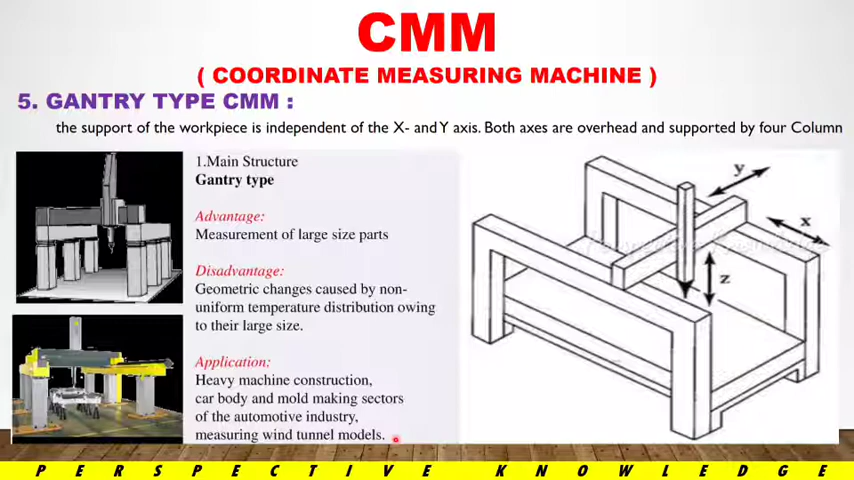 CMM
( COORDINATE MEASURING MACHINE )
5. GANTRY TYPE CMM :
the support of the workpiece is independent of the X- and Y axis. Both axes are overhead and supported by four Column
1.Main Structure
Gantry type
Advantage:
Measurement of large size parts
Disadvantage:
Geometric changes caused by non-
uniform temperature distribution owing
to their large size.
Application:
Heavy machine construction,
car body and mold making sectors
of the automotive industry,
measuring wind tunnel models.
y
x
z
PERSPECTIVE KNOWLEDGE